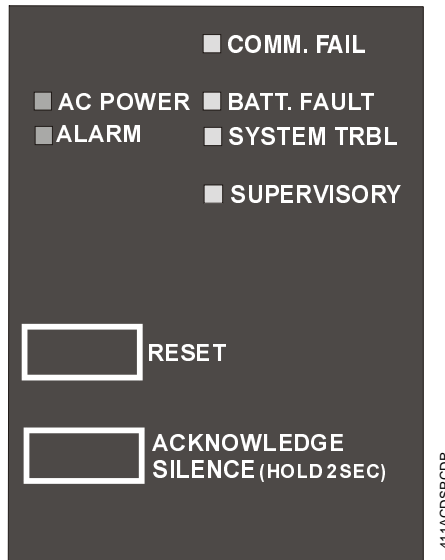 COMM. FAIL
AC POWER
BATT. FAULT
ALARM
SYSTEM TRBL
SUPERVISORY
RESET
ACKNOWLEDGE
SILENCE (HOLD 2 SEC)